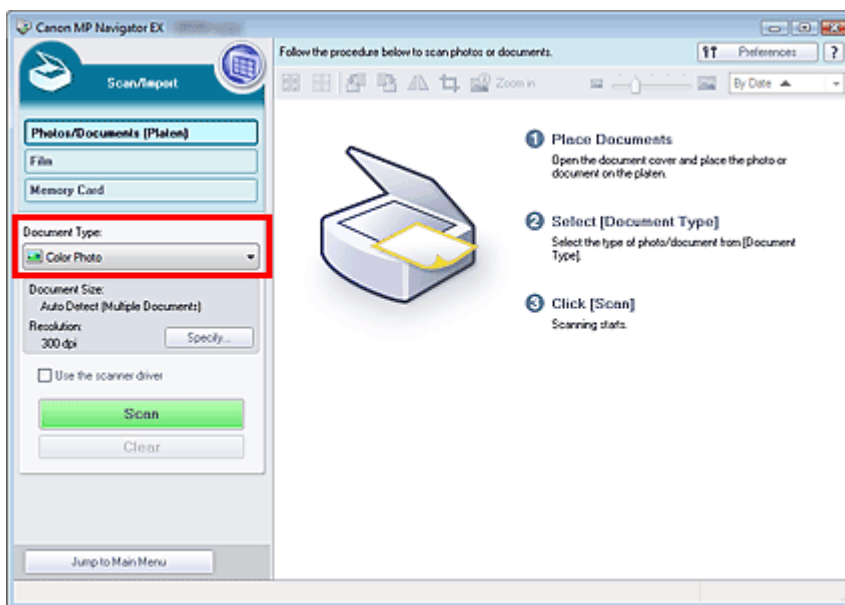 Canon MP Navigator EX
Scan/Import
Photos/Documents (Platen)
Film
Memory Card
Document Type:
Color Photo
Document Size:
Auto Detect (Multiple Documents)
Resolution:
300 dpi
Specify...
Use the scanner driver
Scan
Clear
Jump to Main Menu
Follow the procedure below to scan photos or documents.
Preferences
?
Zoom in
By Date
1 Place Documents
Open the document cover and place the photo or
document on the platen.
2 Select [Document Type]
Select the type of photo/document from [Document
Type].
3 Click [Scan]
Scanning starts.